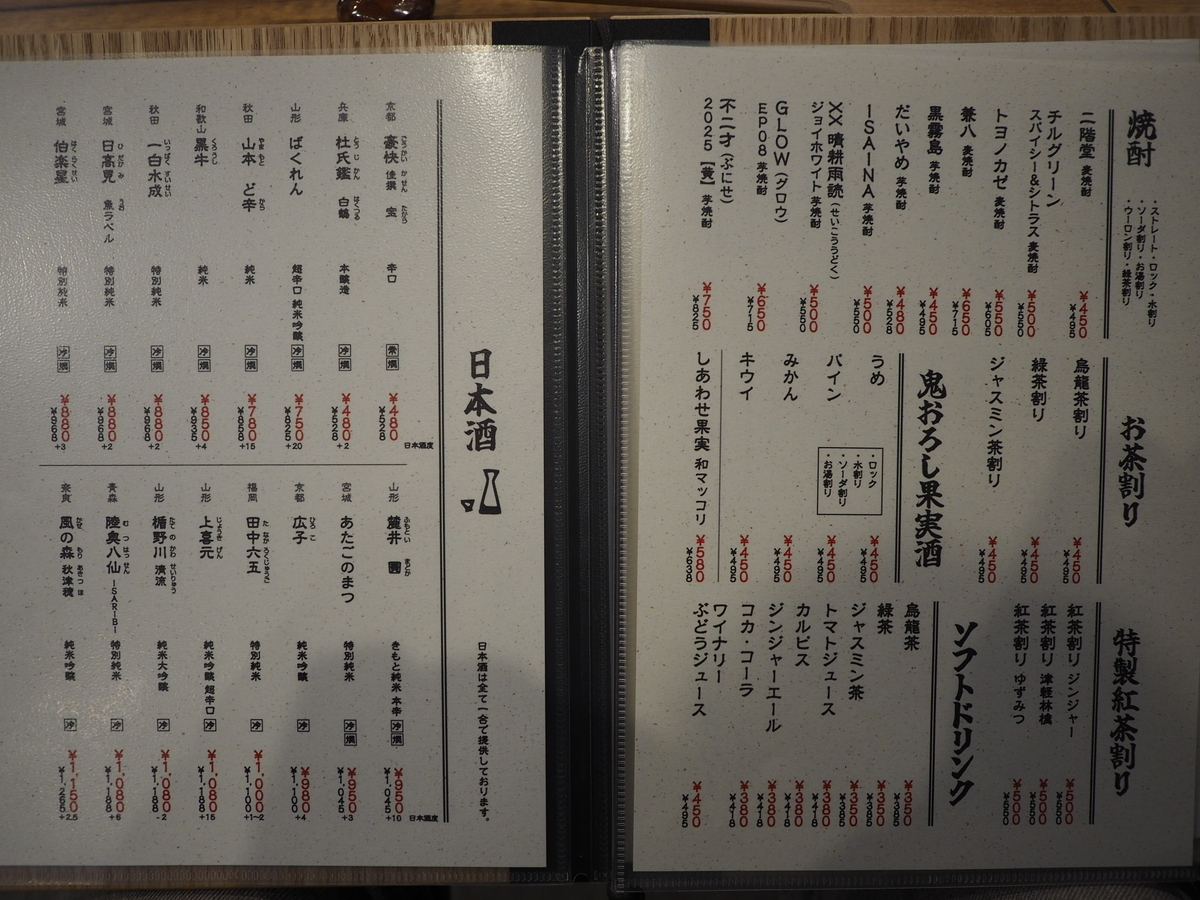 焼酎
・ストレート・ロック・水割り
・ソーダ割り・お湯割り
・ウーロン割り・緑茶割り
二階堂 麦焼酎 ¥450 ¥495
チルグリーン
スパイシー&シトラス 麦焼酎 ¥500 ¥550
トヨノカゼ 麦焼酎 ¥550 ¥605
兼八 麦焼酎 ¥650 ¥715
黒霧島 芋焼酎 ¥450 ¥495
だいやめ 芋焼酎 ¥480 ¥528
ISAINA 芋焼酎 ¥500 ¥550
XX 晴耕雨読(せいこううどく)
ジョイホワイト 芋焼酎 ¥500 ¥550
GLOW(グロウ)
EP08 芋焼酎 ¥650 ¥715
不二才(ぶにせ)
2025【黄】 芋焼酎 ¥750 ¥825
お茶割り
烏龍茶割り ¥450 ¥495
緑茶割り ¥450 ¥495
ジャスミン茶割り ¥450 ¥495
鬼おろし果実酒
・ロック
・水割り
・ソーダ割り
・お湯割り
うめ ¥450 ¥495
パイン ¥450 ¥495
みかん ¥450 ¥495
キウイ ¥450 ¥495
しあわせ果実 和マッコリ ¥580 ¥638
特製紅茶割り
紅茶割り ジンジャー ¥500 ¥550
紅茶割り 津軽林檎 ¥500 ¥550
紅茶割り ゆずみつ ¥500 ¥550
ソフトドリンク
烏龍茶 ¥350 ¥385
緑茶 ¥350 ¥385
ジャスミン茶 ¥350 ¥385
トマトジュース ¥380 ¥418
カルピス ¥380 ¥418
ジンジャーエール ¥380 ¥418
コカ・コーラ ¥380 ¥418
ワイナリー
ぶどうジュース ¥450 ¥495
日本酒
日本酒は全て一合で提供しております。
日本酒度
京都 豪快 佳撰 宝 辛口 常 燗 ¥480 ¥528
兵庫 杜氏鑑 白鶴 本醸造 冷 燗 ¥480 ¥528 +2
山形 ばくれん 超辛口 純米吟醸 冷 燗 ¥750 ¥825 +20
秋田 山本 ど辛 純米 冷 燗 ¥780 ¥858 +15
和歌山 黒牛 純米 冷 燗 ¥850 ¥935 +4
秋田 一白水成 特別純米 冷 燗 ¥880 ¥968 +2
宮城 日高見 魚ラベル 特別純米 冷 燗 ¥880 ¥968 +2
宮城 伯楽星 特別純米 冷 燗 ¥880 ¥968 +3
日本酒度
山形 麓井 圓 きもと純米 本辛 冷 燗 ¥950 ¥1,045 +10
宮城 あたごのまつ 特別純米 冷 燗 ¥950 ¥1,045 +3
京都 広子 純米吟醸 冷 ¥980 ¥1,100 +4
福岡 田中六五 特別純米 冷 ¥1,000 ¥1,100 +1~2
山形 上喜元 純米吟醸 超辛口 冷 ¥1,080 ¥1,188 +15
山形 楯野川 清流 純米大吟醸 冷 ¥1,080 ¥1,188 -2
青森 陸奥八仙 ーISARIBIー 特別純米 冷 ¥1,080 ¥1,188 +6
奈良 風の森 秋津穂 純米吟醸 冷 ¥1,150 ¥1,265 +2.5